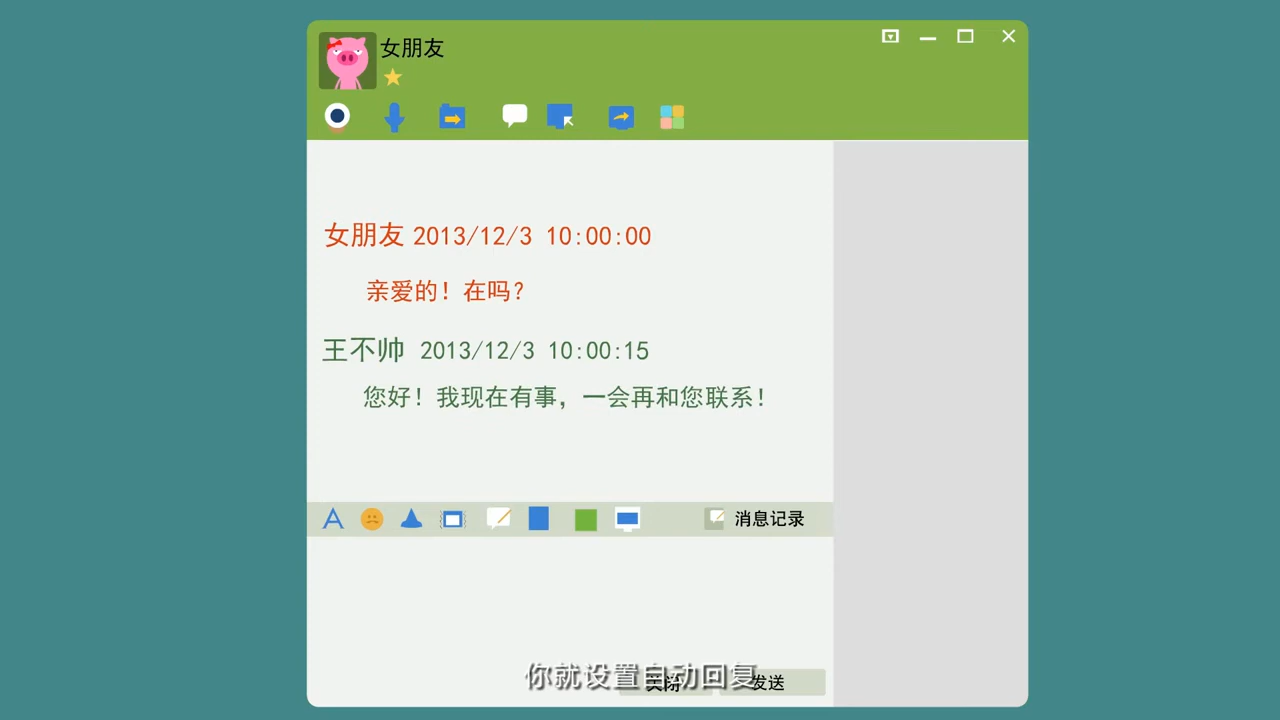 女朋友
女朋友 2013/12/3 10:00:00
亲爱的！在吗？
王不帅 2013/12/3 10:00:15
您好！我现在有事，一会再和您联系！
消息记录
你就设置自动回复
关闭
发送